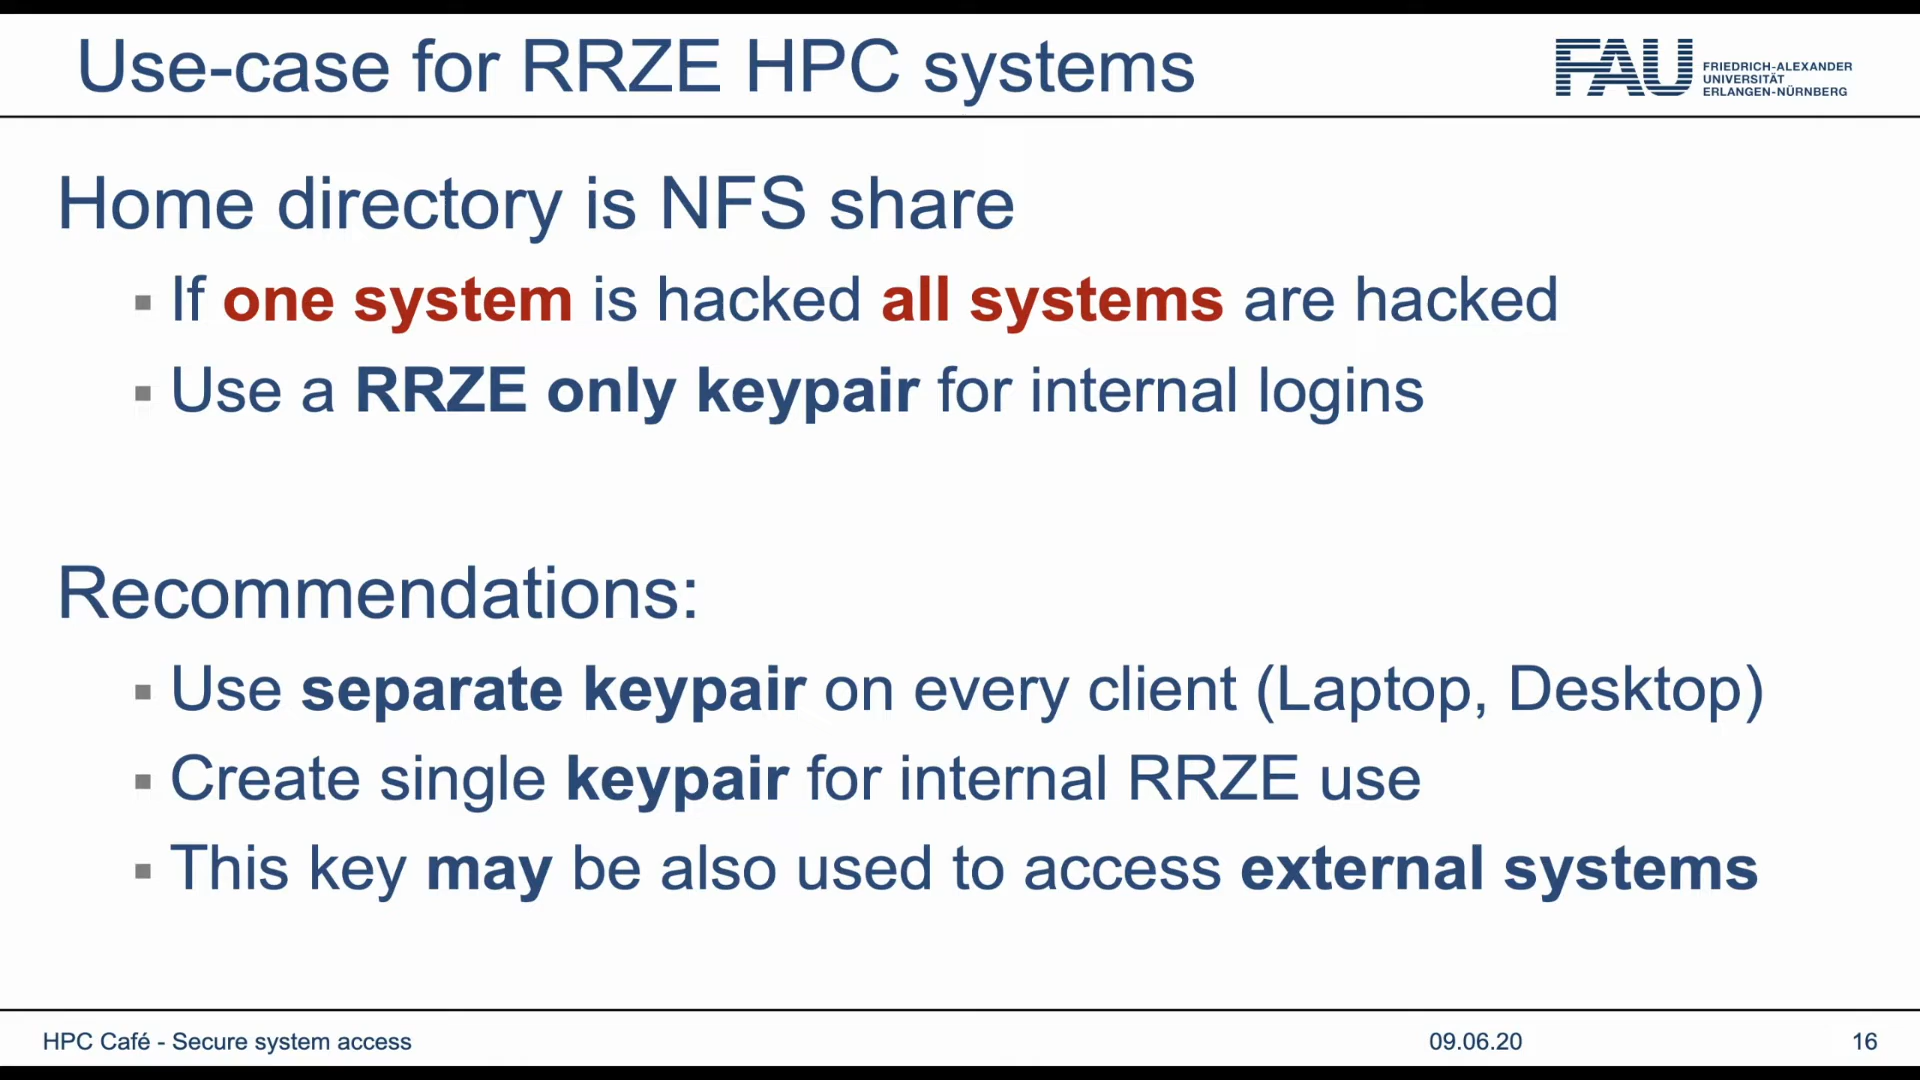 Use-case for RRZE HPC systems
FAU
FRIEDRICH-ALEXANDER
UNIVERSITÄT
ERLANGEN-NÜRNBERG
Home directory is NFS share
▪ If one system is hacked all systems are hacked
▪ Use a RRZE only keypair for internal logins
Recommendations:
▪ Use separate keypair on every client (Laptop, Desktop)
▪ Create single keypair for internal RRZE use
▪ This key may be also used to access external systems
HPC Café - Secure system access
09.06.20
16